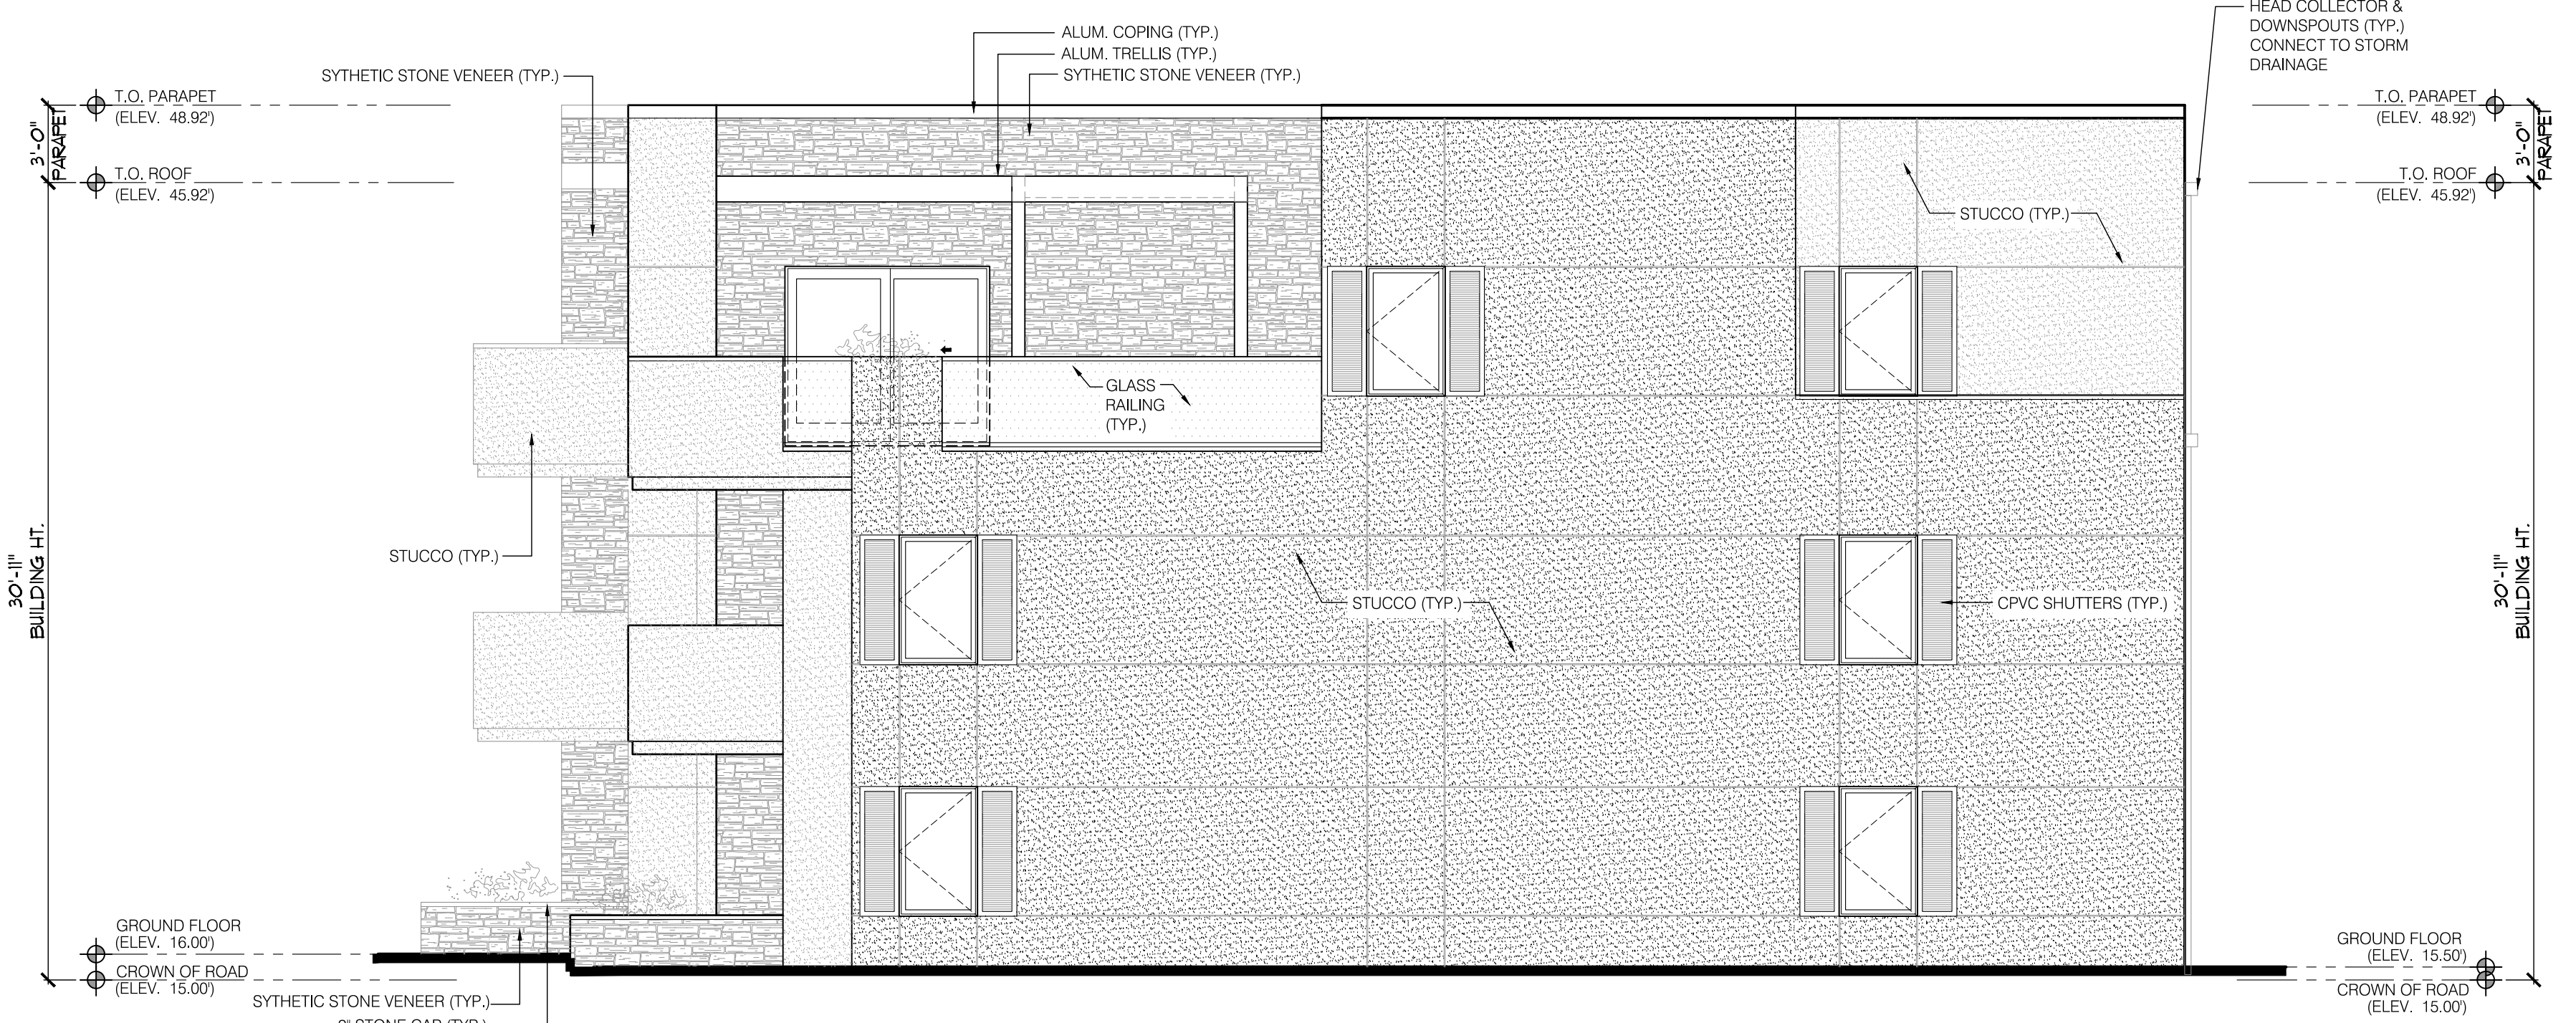 HEAD COLLECTOR &
DOWNSPOUTS (TYP.)
CONNECT TO STORM
DRAINAGE
ALUM. COPING (TYP.)
ALUM. TRELLIS (TYP.)
SYTHETIC STONE VENEER (TYP.)
SYTHETIC STONE VENEER (TYP.)
T.O. PARAPET
(ELEV. 48.92')
3'-0"
PARAPET
T.O. ROOF
(ELEV. 45.92')
T.O. PARAPET
(ELEV. 48.92')
3'-0"
PARAPET
T.O. ROOF
(ELEV. 45.92')
STUCCO (TYP.)
GLASS
RAILING
(TYP.)
STUCCO (TYP.)
30'-11"
BUILDING HT.
STUCCO (TYP.)
CPVC SHUTTERS (TYP.)
30'-11"
BUILDING HT.
GROUND FLOOR
(ELEV. 16.00')
CROWN OF ROAD
(ELEV. 15.00')
GROUND FLOOR
(ELEV. 15.50')
CROWN OF ROAD
(ELEV. 15.00')
SYTHETIC STONE VENEER (TYP.)
STONE CAP (TYP.)